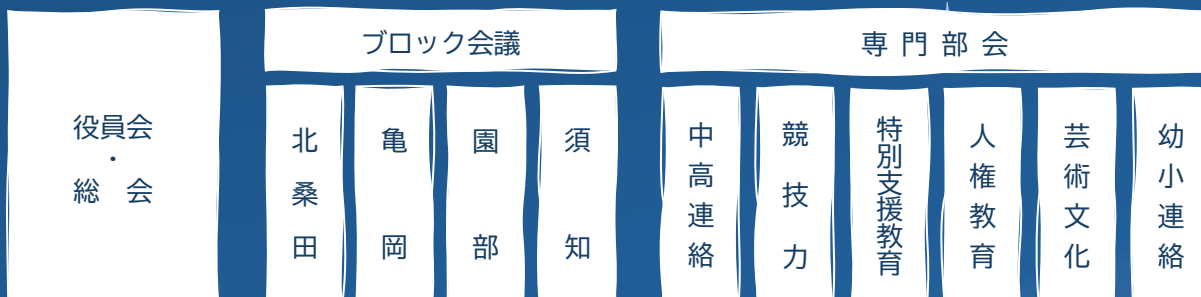 役員会
・
総　会
ブロック会議
北桑田
亀岡
園部
須知
専門部会
中高連絡
競技力
特別支援教育
人権教育
芸術文化
幼小連絡